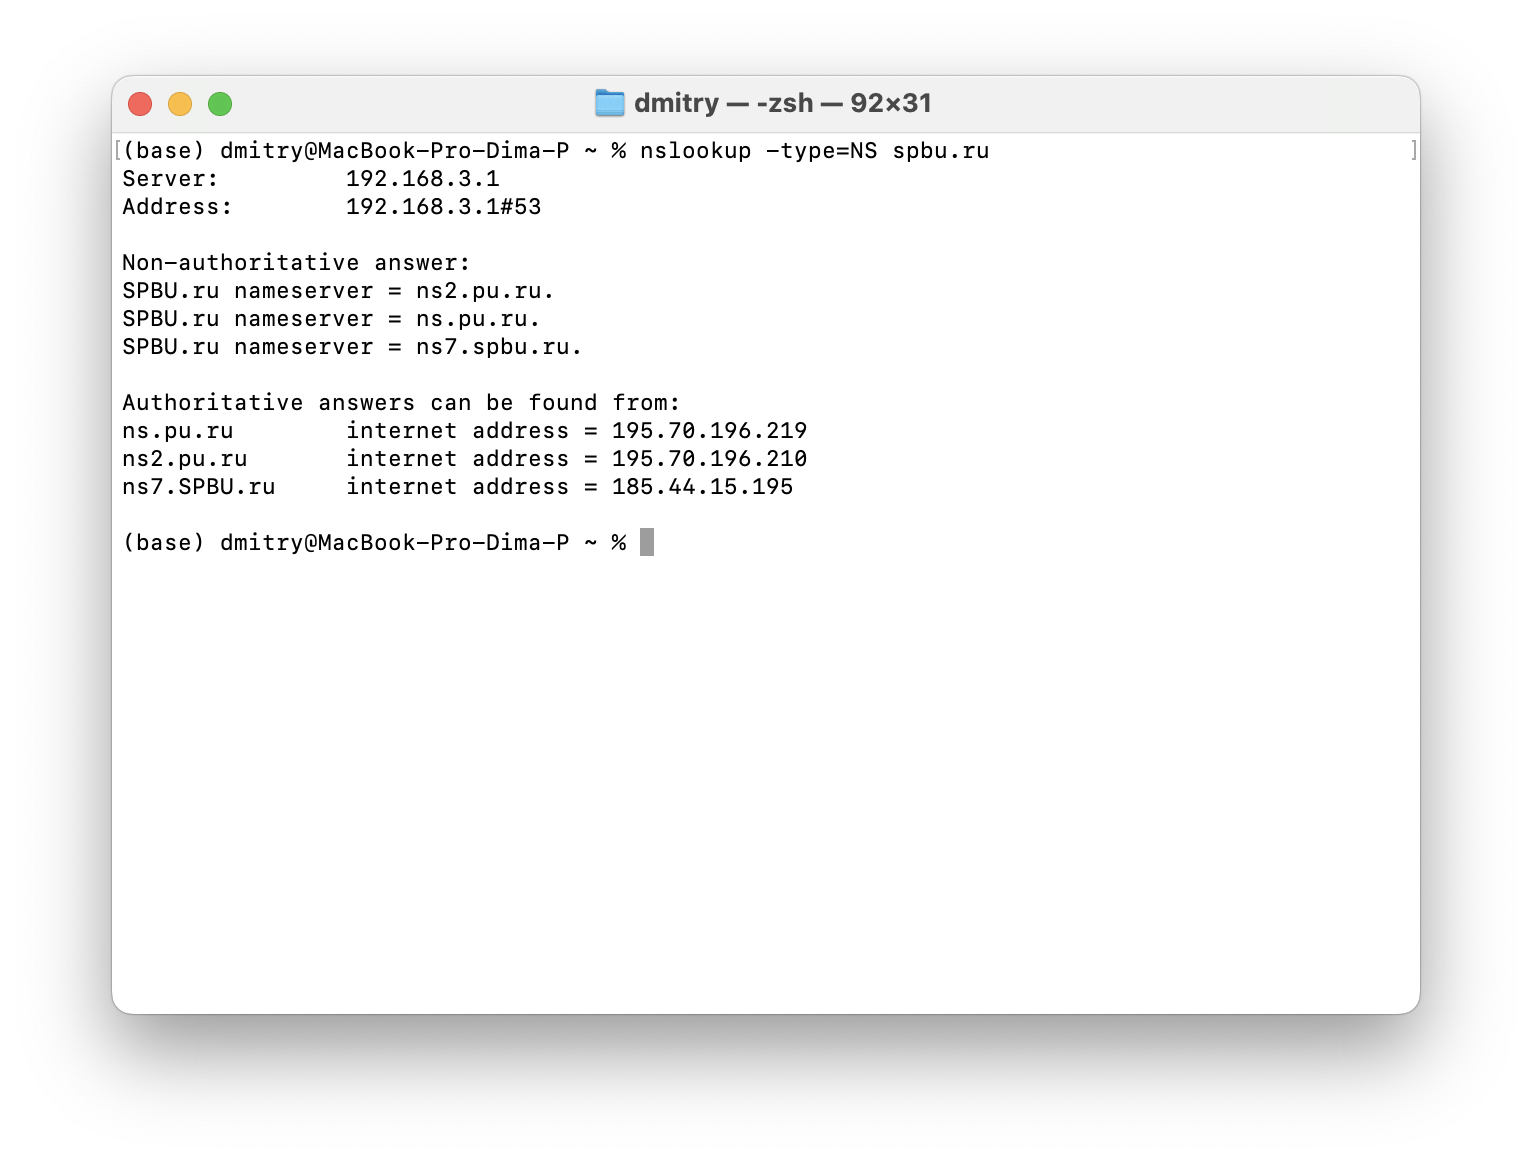 dmitry — -zsh — 92×31
(base) dmitry@MacBook-Pro-Dima-P ~ % nslookup -type=NS spbu.ru
Server:		192.168.3.1
Address:	192.168.3.1#53
Non-authoritative answer:
SPBU.ru nameserver = ns2.pu.ru.
SPBU.ru nameserver = ns.pu.ru.
SPBU.ru nameserver = ns7.spbu.ru.
Authoritative answers can be found from:
ns.pu.ru	internet address = 195.70.196.219
ns2.pu.ru	internet address = 195.70.196.210
ns7.SPBU.ru	internet address = 185.44.15.195
(base) dmitry@MacBook-Pro-Dima-P ~ %